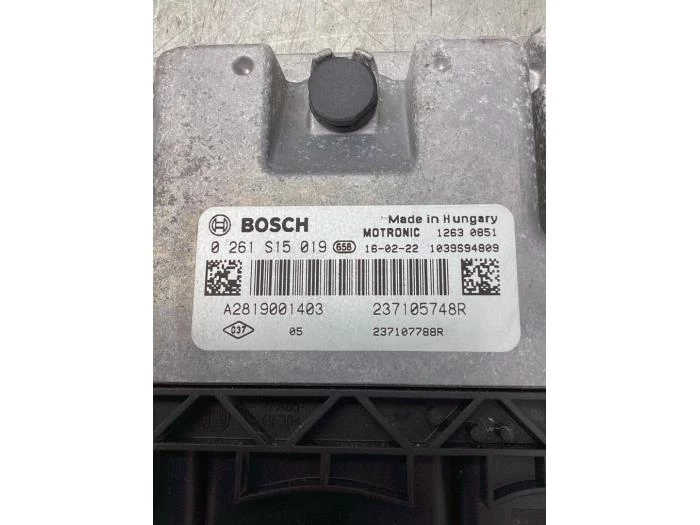 BOSCH Made in Hungary
MOTRONIC 1263 0851
0 261 S15 019 658 16-02-22 1039S94809
A2819001403 237105748R
037 05 237107788R